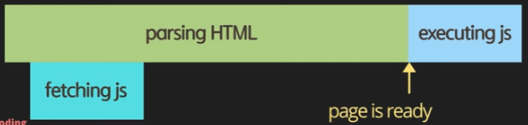 parsing HTML
executing js
fetching js
page is ready